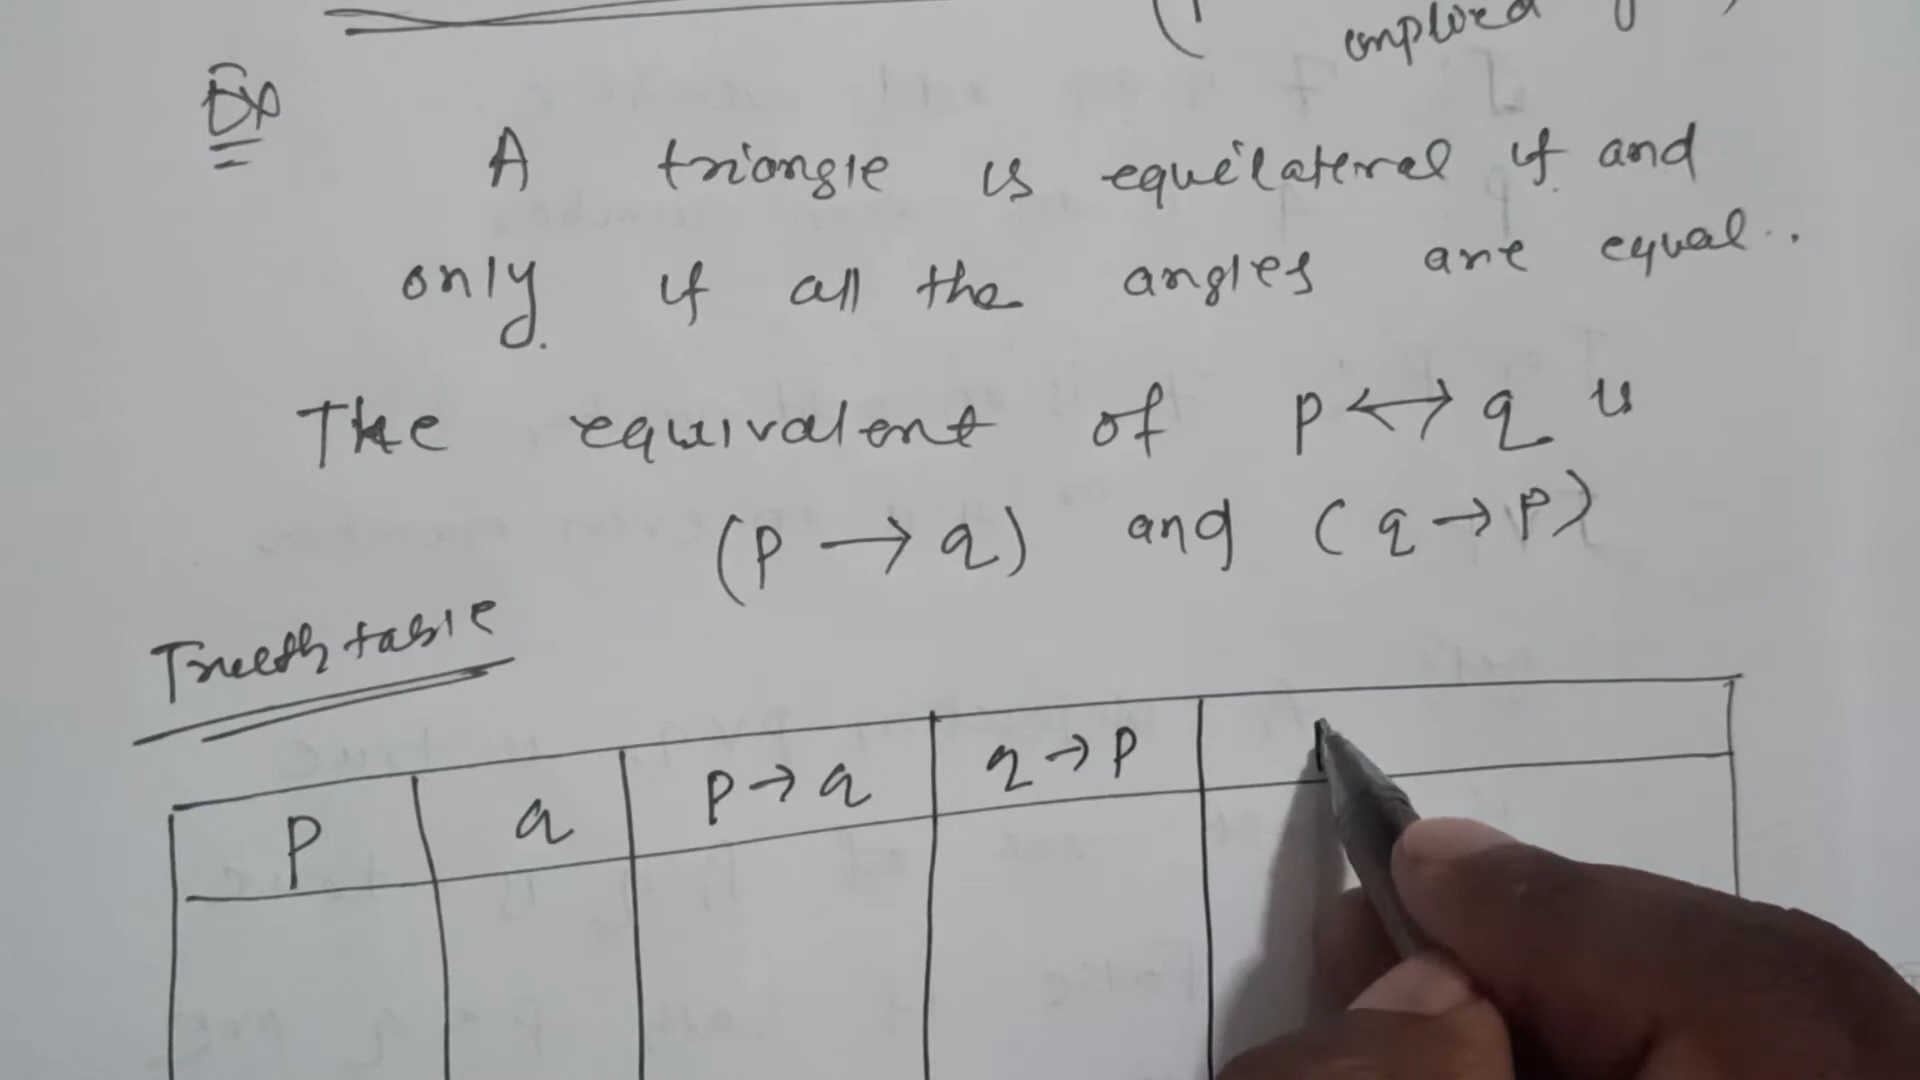 Ex
A triangle is equilateral if and
only if all the angles are equal.
The equivalent of p ↔ q is
(p → q) and (q → p)
Truth table
P q p → q q → p